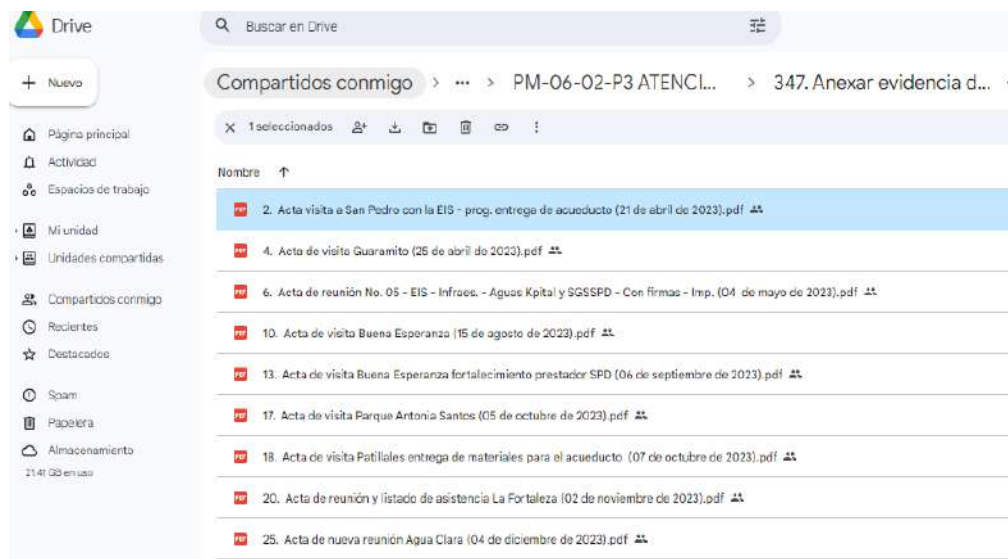 Drive
Buscar en Drive
Nuevo
Compartidos conmigo > ... > PM-06-02-P3 ATENCI... > 347. Anexar evidencia d...
1 seleccionados
Página principal
Actividad
Espacios de trabajo
Mi unidad
Unidades compartidas
Compartidos conmigo
Recientes
Destacados
Spam
Papelera
Almacenamiento
21.41 GB en uso
Nombre
2. Acta visita a San Pedro con la EIS - prog. entrega de acueducto (21 de abril de 2023).pdf
4. Acta de visita Guaramito (25 de abril de 2023).pdf
6. Acta de reunión No. 05 - EIS - Infraes. - Aguas Kpital y SGSSPD - Con firmas - Imp. (04 de mayo de 2023).pdf
10. Acta de visita Buena Esperanza (15 de agosto de 2023).pdf
13. Acta de visita Buena Esperanza fortalecimiento prestador SPD (06 de septiembre de 2023).pdf
17. Acta de visita Parque Antonia Santos (05 de octubre de 2023).pdf
18. Acta de visita Patillales entrega de materiales para el acueducto (07 de octubre de 2023).pdf
20. Acta de reunión y listado de asistencia La Fortaleza (02 de noviembre de 2023).pdf
25. Acta de nueva reunión Agua Clara (04 de diciembre de 2023).pdf